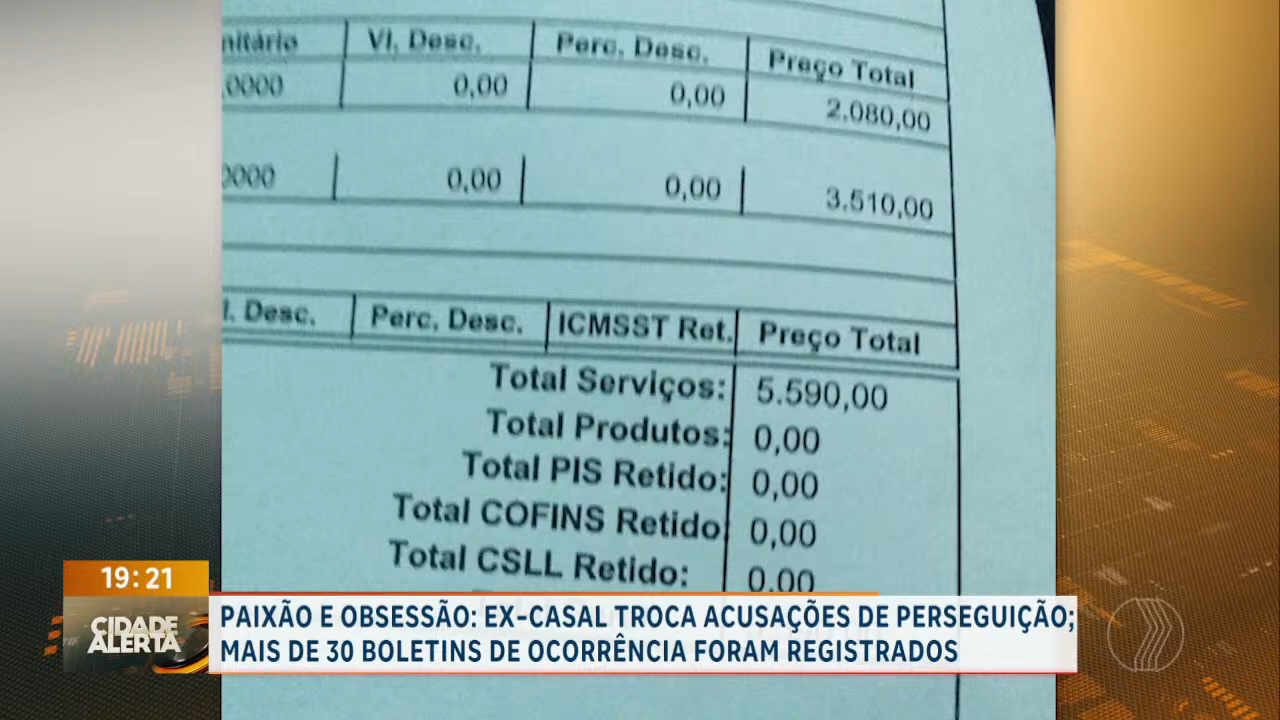 Vl. Desc. Perc. Desc. Preço Total
0000 0,00 0,00 2.080,00
0000 0,00 0,00 3.510,00
Desc. Perc. Desc. ICMSST Ret. Preço Total
Total Serviços: 5.590,00
Total Produtos: 0,00
Total PIS Retido: 0,00
Total COFINS Retido 0,00
Total CSLL Retido: 0,00
19:21
CIDADE
ALERTA
PAIXÃO E OBSESSÃO: EX-CASAL TROCA ACUSAÇÕES DE PERSEGUIÇÃO;
MAIS DE 30 BOLETINS DE OCORRÊNCIA FORAM REGISTRADOS